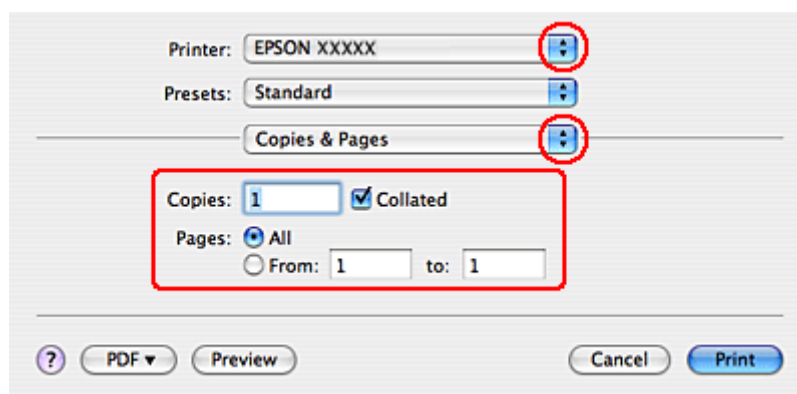 Printer: EPSON XXXXX
Presets: Standard
Copies & Pages
Copies: 1 Collated
Pages: All
From: 1 to: 1
? PDF Preview Cancel Print